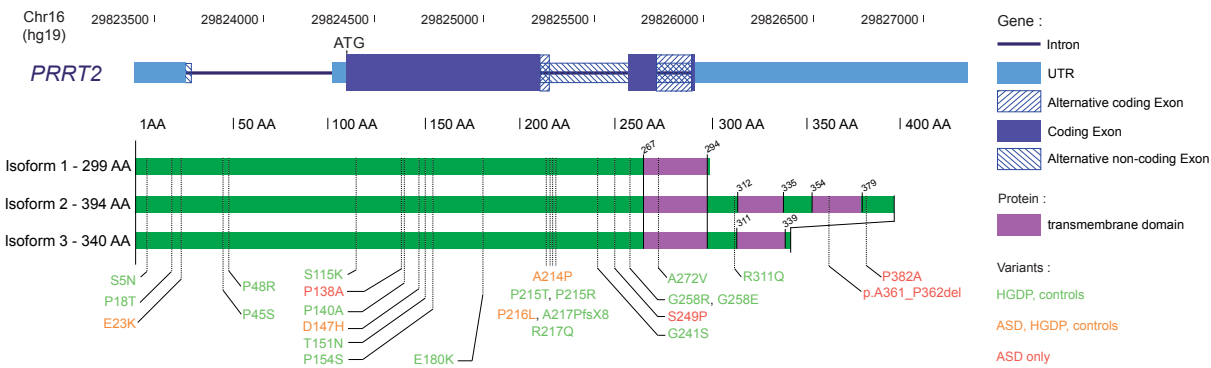 Chr16
(hg19)
29823500 29824000 29824500 29825000 29825500 29826000 29826500 29827000
ATG
PRRT2
1AA 50 AA 100 AA 150 AA 200 AA 250 AA 300 AA 350 AA 400 AA
267 294
Isoform 1 - 299 AA
312 335 354 379
Isoform 2 - 394 AA
311 339
Isoform 3 - 340 AA
S5N
P18T
E23K
P48R
P45S
S115K
P138A
P140A
D147H
T151N
P154S
E180K
A214P
P215T, P215R
P216L, A217PfsX8
R217Q
A272V
G258R, G258E
S249P
G241S
R311Q
P382A
p.A361_P362del
Gene :
Intron
UTR
Alternative coding Exon
Coding Exon
Alternative non-coding Exon
Protein :
transmembrane domain
Variants :
HGDP, controls
ASD, HGDP, controls
ASD only